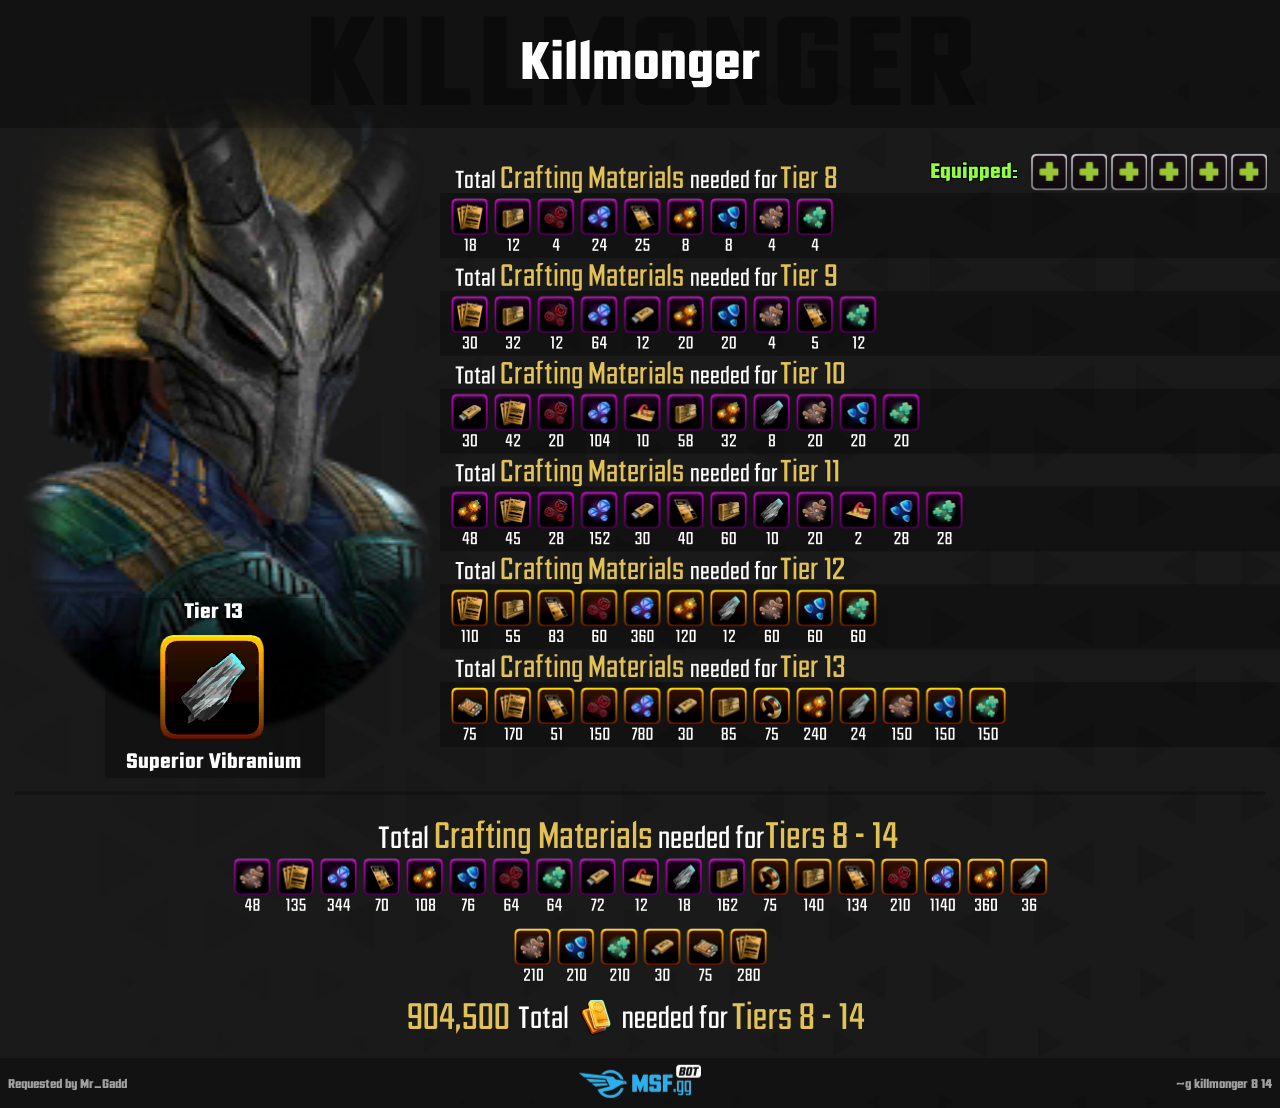 KILLMONGER
Killmonger
Equipped:
Total Crafting Materials needed for Tier 8
18 12 4 24 25 8 8 4 4
Total Crafting Materials needed for Tier 9
30 32 12 64 12 20 20 4 5 12
Total Crafting Materials needed for Tier 10
30 42 20 104 10 58 32 8 20 20 20
Total Crafting Materials needed for Tier 11
48 45 28 152 30 40 60 10 20 2 28 28
Total Crafting Materials needed for Tier 12
110 55 83 60 360 120 12 60 60 60
Total Crafting Materials needed for Tier 13
75 170 51 150 780 30 85 75 240 24 150 150 150
Tier 13
Superior Vibranium
Total Crafting Materials needed for Tiers 8 - 14
48 135 344 70 108 76 64 64 72 12 18 162 75 140 134 210 1140 360 36
210 210 210 30 75 280
904,500 Total needed for Tiers 8 - 14
Requested by Mr_Gadd
MSF.gg BOT
~g killmonger 8 14